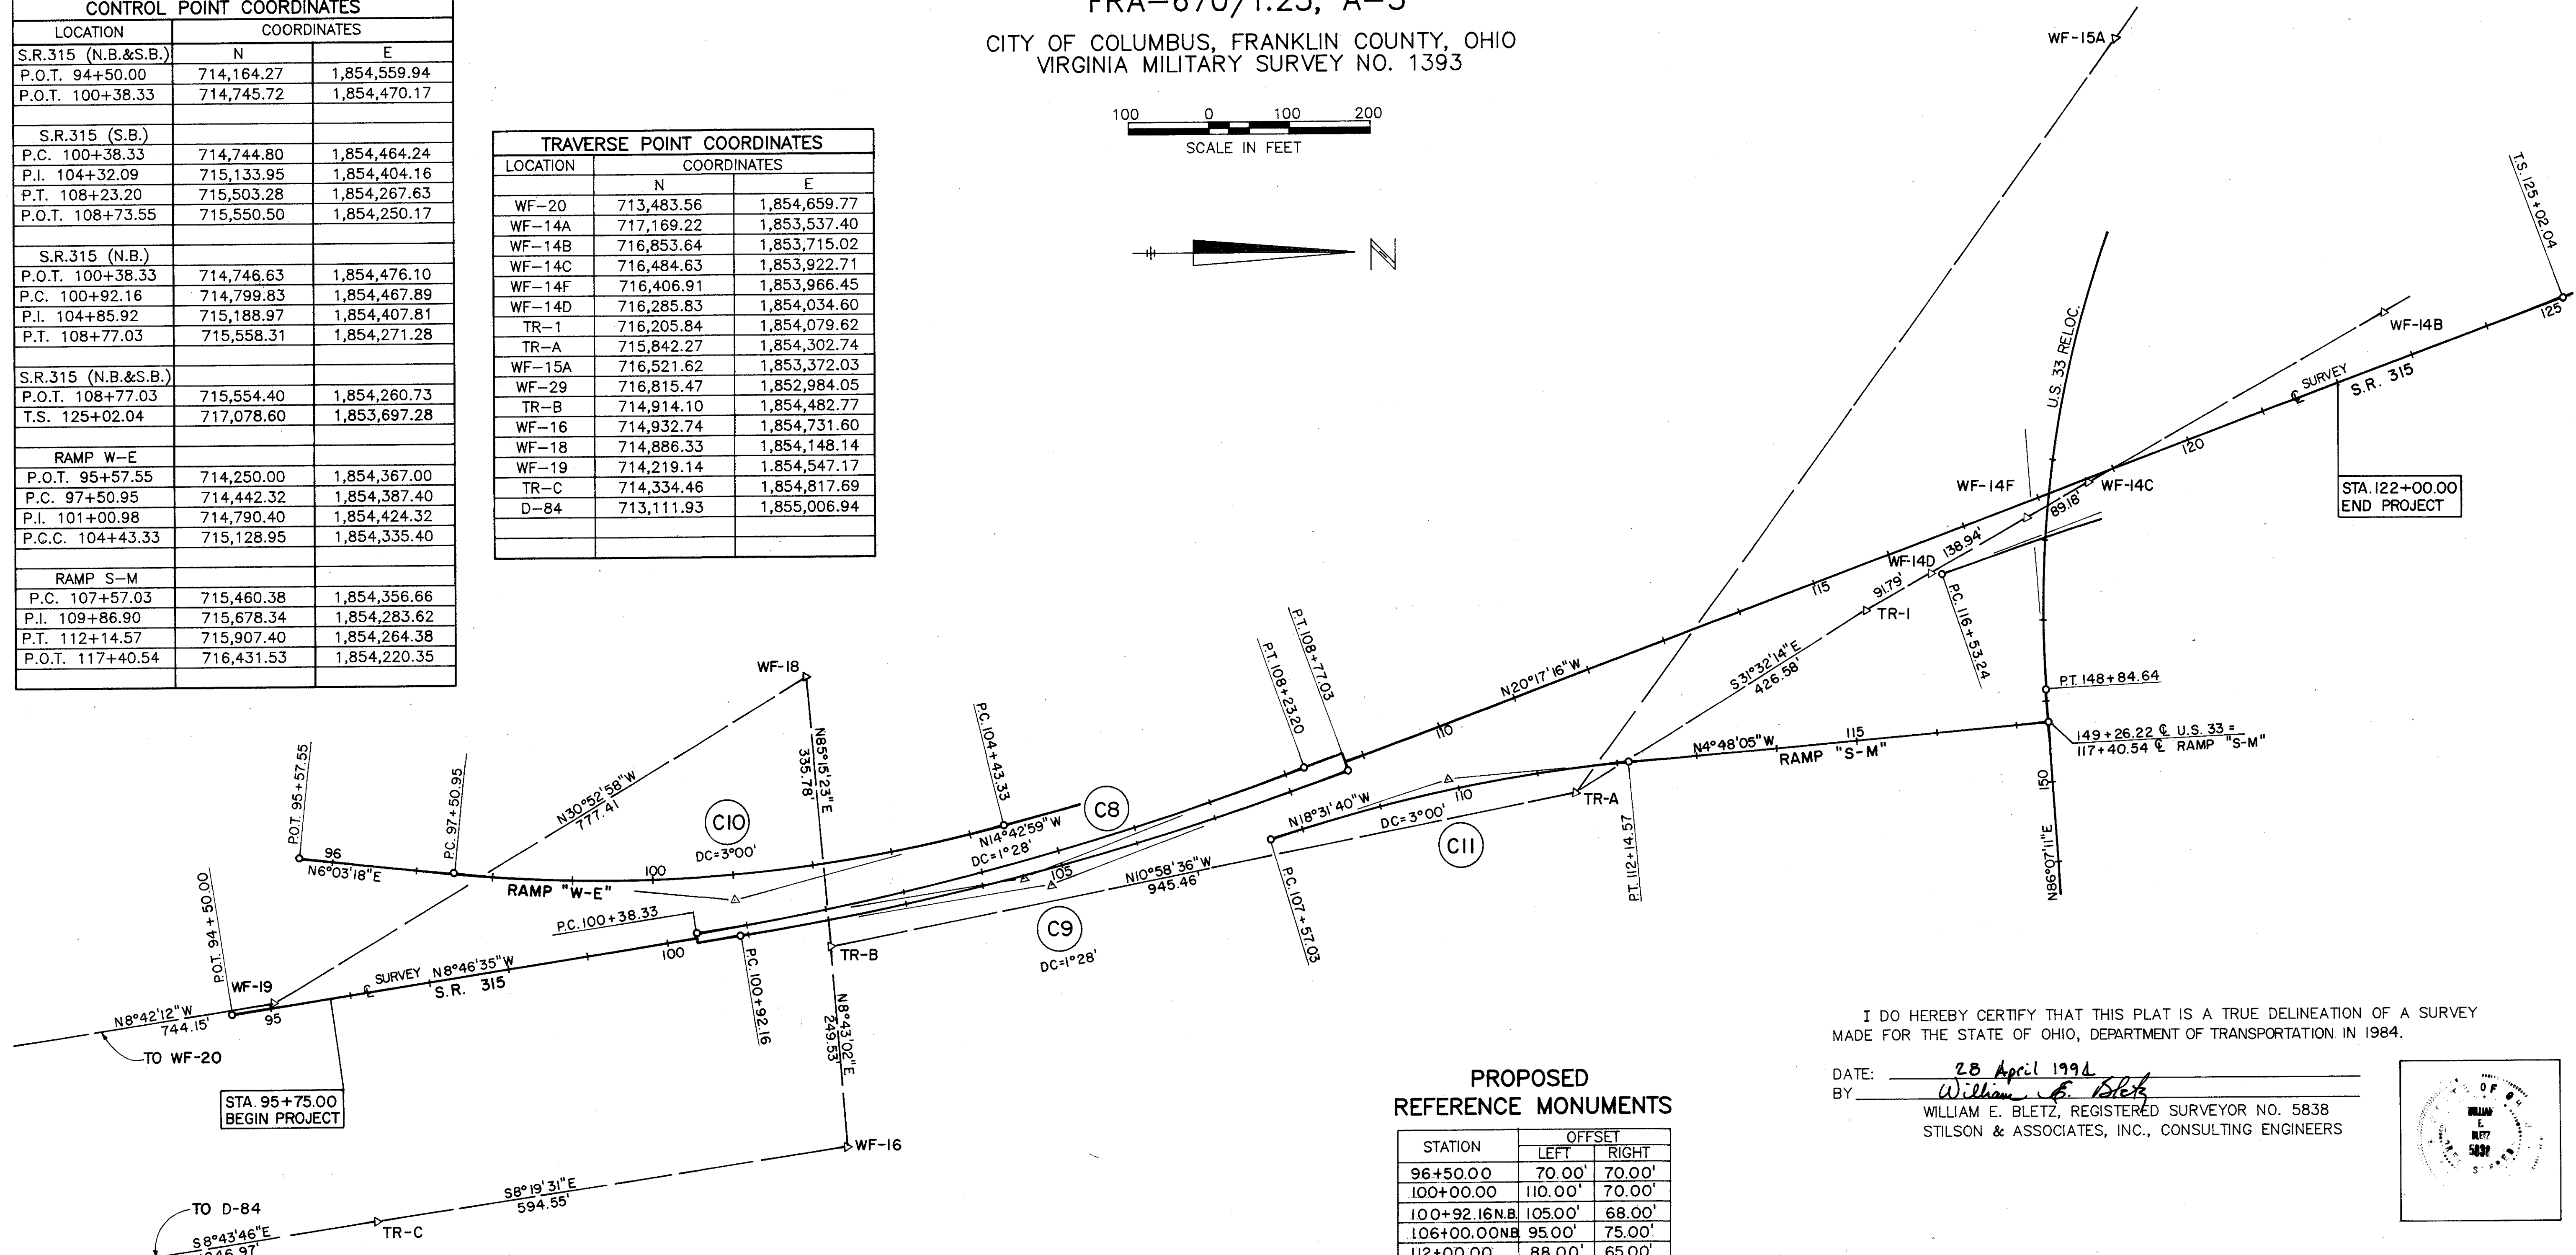 CONTROL POINT COORDINATES
LOCATION COORDINATES
S.R.315 (N.B.&S.B.) N E
P.O.T. 94+50.00 714,164.27 1,854,559.94
P.O.T. 100+38.33 714,745.72 1,854,470.17
S.R.315 (S.B.)
P.C. 100+38.33 714,744.80 1,854,464.24
P.I. 104+32.09 715,133.95 1,854,404.16
P.T. 108+23.20 715,503.28 1,854,267.63
P.O.T. 108+73.55 715,550.50 1,854,250.17
S.R.315 (N.B.)
P.O.T. 100+38.33 714,746.63 1,854,476.10
P.C. 100+92.16 714,799.83 1,854,467.89
P.I. 104+85.92 715,188.97 1,854,407.81
P.T. 108+77.03 715,558.31 1,854,271.28
S.R.315 (N.B.&S.B.)
P.O.T. 108+77.03 715,554.40 1,854,260.73
T.S. 125+02.04 717,078.60 1,853,697.28
RAMP W-E
P.O.T. 95+57.55 714,250.00 1,854,367.00
P.C. 97+50.95 714,442.32 1,854,387.40
P.I. 101+00.98 714,790.40 1,854,424.32
P.C.C. 104+43.33 715,128.95 1,854,335.40
RAMP S-M
P.C. 107+57.03 715,460.38 1,854,356.66
P.I. 109+86.90 715,678.34 1,854,283.62
P.T. 112+14.57 715,907.40 1,854,264.38
P.O.T. 117+40.54 716,431.53 1,854,220.35
TRAVERSE POINT COORDINATES
LOCATION COORDINATES
N E
WF-20 713,483.56 1,854,659.77
WF-14A 717,169.22 1,853,537.40
WF-14B 716,853.64 1,853,715.02
WF-14C 716,484.63 1,853,922.71
WF-14F 716,406.91 1,853,966.45
WF-14D 716,285.83 1,854,034.60
TR-1 716,205.84 1,854,079.62
TR-A 715,842.27 1,854,302.74
WF-15A 716,521.62 1,853,372.03
WF-29 716,815.47 1,852,984.05
TR-B 714,914.10 1,854,482.77
WF-16 714,932.74 1,854,731.60
WF-18 714,886.33 1,854,148.14
WF-19 714,219.14 1.854,547.17
TR-C 714,334.46 1,854,817.69
D-84 713,111.93 1,855,006.94
FRA-670/1.25, A-3
CITY OF COLUMBUS, FRANKLIN COUNTY, OHIO
VIRGINIA MILITARY SURVEY NO. 1393
100 0 100 200
SCALE IN FEET
N
WF-15A
T.S. 125+02.04
125
WF-14B
U.S. 33 RELOC.
℄ SURVEY
S.R. 315
120
STA. 122+00.00
END PROJECT
WF-14F
WF-14C
89.18'
138.94'
WF-14D
91.79'
TR-1
115
P.C. 116+53.24
S31°32'14"E
426.58'
N20°17'16"W
P.T. 108+77.03
P.T. 108+23.20
110
P.T. 148+84.64
149+26.22 ℄ U.S. 33 =
117+40.54 ℄ RAMP "S-M"
N4°48'05"W
115
RAMP "S-M"
150
N86°07'11"E
TR-A
P.T. 112+14.57
N18°31'40"W
110
DC=3°00'
C11
N10°58'36"W
945.46'
P.C. 107+57.03
WF-18
N85°15'23"E
335.78'
P.C. 104+43.33
C8
N14°42'59"W
DC=1°28'
105
C10
DC=3°00'
N30°52'58"W
777.41
P.O.T. 95+57.55
P.C. 97+50.95
96
N6°03'18"E
100
RAMP "W-E"
P.C. 100+38.33
C9
DC=1°28'
TR-B
P.C. 100+92.16
100
P.O.T. 94+50.00
WF-19
℄ SURVEY N8°46'35"W
S.R. 315
95
N8°42'12"W
744.15'
TO WF-20
STA. 95+75.00
BEGIN PROJECT
N8°43'02"E
249.53'
WF-16
S8°19'31"E
594.55'
TR-C
TO D-84
S8°43'46"E
PROPOSED
REFERENCE MONUMENTS
STATION OFFSET
LEFT RIGHT
96+50.00 70.00' 70.00'
100+00.00 110.00' 70.00'
100+92.16 N.B. 105.00' 68.00'
106+00.00 NB 95.00' 75.00'
112+00.00 88.00' 65.00'
I DO HEREBY CERTIFY THAT THIS PLAT IS A TRUE DELINEATION OF A SURVEY
MADE FOR THE STATE OF OHIO, DEPARTMENT OF TRANSPORTATION IN 1984.
DATE: 28 April 1991
BY William E. Bletz
WILLIAM E. BLETZ, REGISTERED SURVEYOR NO. 5838
STILSON & ASSOCIATES, INC., CONSULTING ENGINEERS
WILLIAM
E.
BLETZ
5838